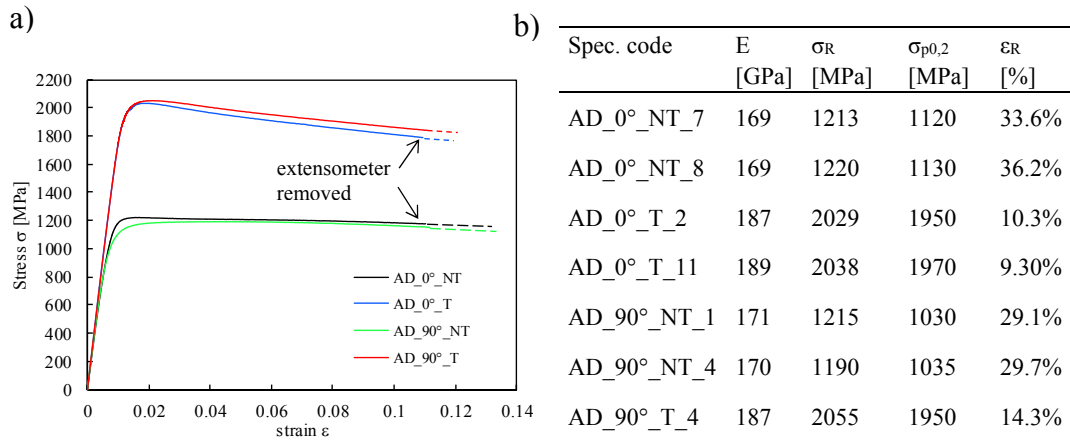 a)
2200
2000
1800
1600
1400
1200
1000
800
600
400
200
0
Stress σ [MPa]
extensometer
removed
AD_0°_NT
AD_0°_T
AD_90°_NT
AD_90°_T
0 0.02 0.04 0.06 0.08 0.1 0.12 0.14
strain ε
b)
Spec. code E σR σp0,2 εR
[GPa] [MPa] [MPa] [%]
AD_0°_NT_7 169 1213 1120 33.6%
AD_0°_NT_8 169 1220 1130 36.2%
AD_0°_T_2 187 2029 1950 10.3%
AD_0°_T_11 189 2038 1970 9.30%
AD_90°_NT_1 171 1215 1030 29.1%
AD_90°_NT_4 170 1190 1035 29.7%
AD_90°_T_4 187 2055 1950 14.3%